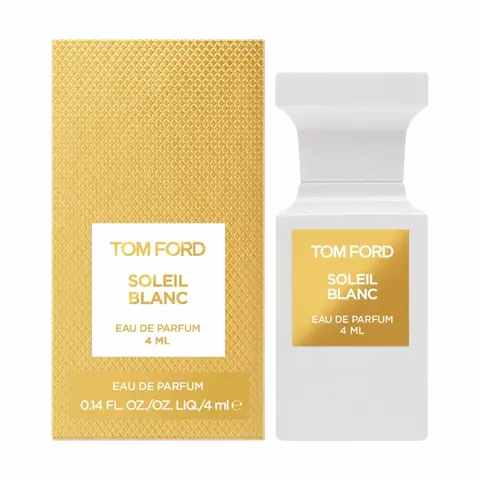 TOM FORD
SOLEIL
BLANC
EAU DE PARFUM
4 ML
EAU DE PARFUM
0.14 FL. OZ./OZ. LIQ./4 ml ℮
TOM FORD
SOLEIL
BLANC
EAU DE PARFUM
4 ML